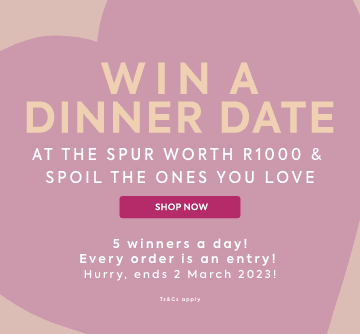 WIN A
DINNER DATE
AT THE SPUR WORTH R1000 &
SPOIL THE ONES YOU LOVE
SHOP NOW
5 winners a day!
Every order is an entry!
Hurry, ends 2 March 2023!
Ts&Cs apply